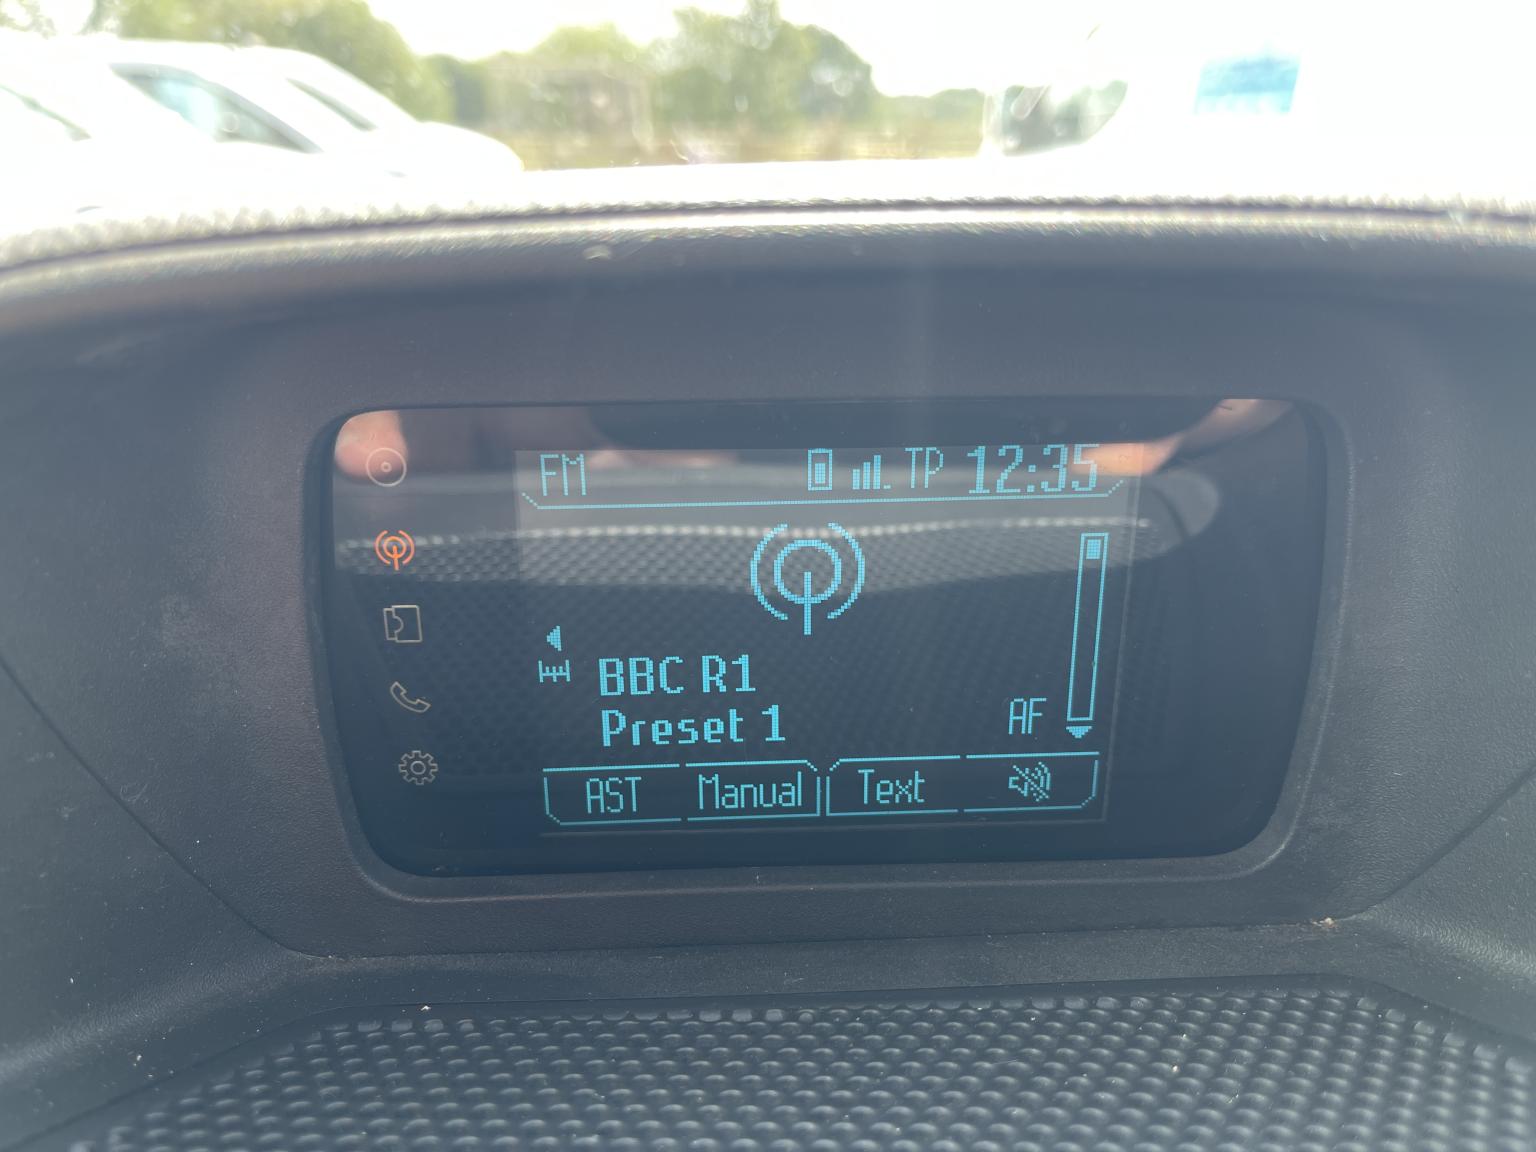 FM TP 12:35
BBC R1
Preset 1 AF
AST Manual Text